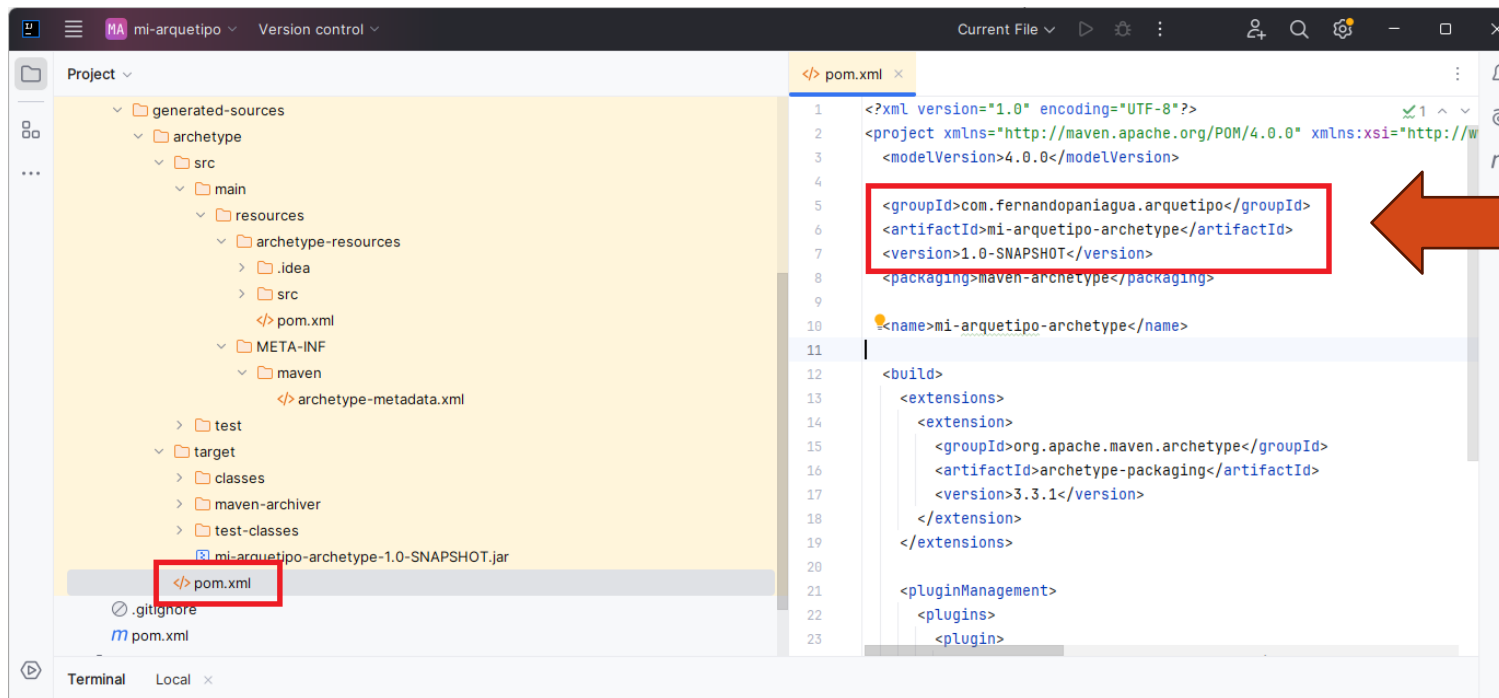 MA mi-arquetipo Version control Current File
Project
pom.xml
generated-sources
archetype
src
main
resources
archetype-resources
.idea
src
pom.xml
META-INF
maven
archetype-metadata.xml
test
target
classes
maven-archiver
test-classes
mi-arquetipo-archetype-1.0-SNAPSHOT.jar
pom.xml
.gitignore
m pom.xml
1 <?xml version="1.0" encoding="UTF-8"?> 1
2 <project xmlns="http://maven.apache.org/POM/4.0.0" xmlns:xsi="http://w
3 <modelVersion>4.0.0</modelVersion>
4
5 <groupId>com.fernandopaniagua.arquetipo</groupId>
6 <artifactId>mi-arquetipo-archetype</artifactId>
7 <version>1.0-SNAPSHOT</version>
8 <packaging>maven-archetype</packaging>
9
10 <name>mi-arquetipo-archetype</name>
11
12 <build>
13 <extensions>
14 <extension>
15 <groupId>org.apache.maven.archetype</groupId>
16 <artifactId>archetype-packaging</artifactId>
17 <version>3.3.1</version>
18 </extension>
19 </extensions>
20
21 <pluginManagement>
22 <plugins>
23 <plugin>
Terminal Local